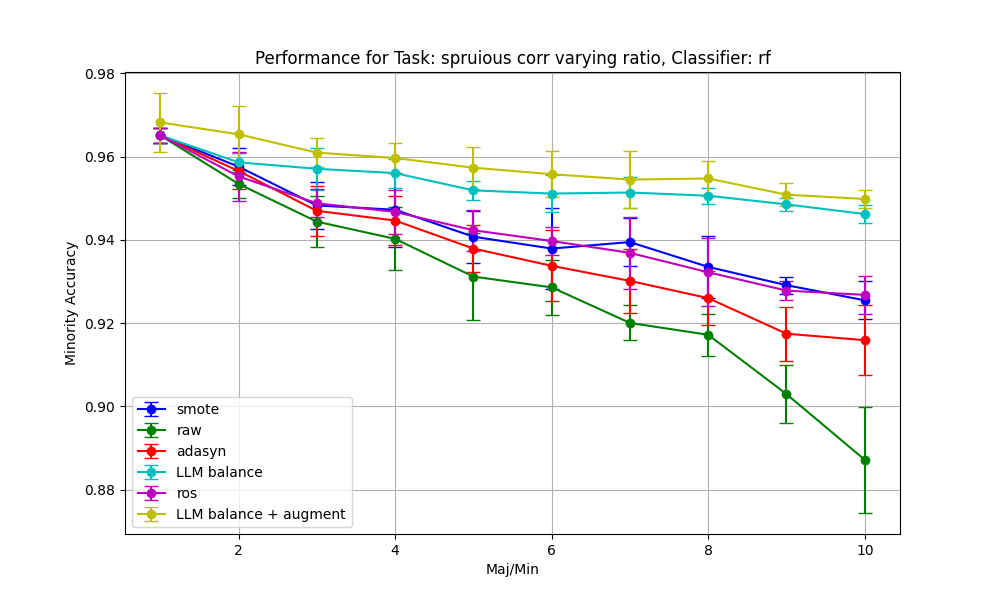 Performance for Task: spruious corr varying ratio, Classifier: rf
0.98
0.96
0.94
0.92
0.90
0.88
Minority Accuracy
smote
raw
adasyn
LLM balance
ros
LLM balance + augment
2
4
6
8
10
Maj/Min